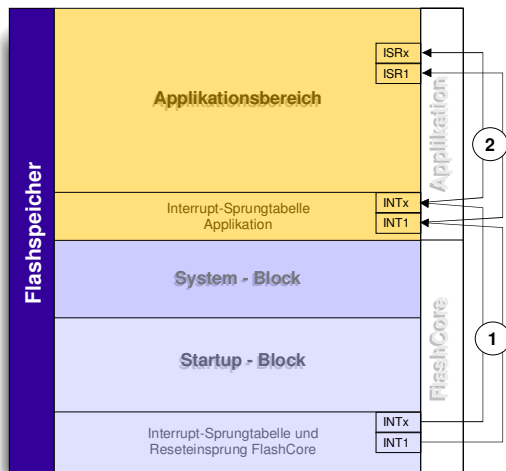 Flashspeicher
ISRx
ISR1
Applikationsbereich
Applikation
2
INTx
Interrupt-Sprungtabelle
Applikation
INT1
System - Block
FlashCore
1
Startup - Block
INTx
Interrupt-Sprungtabelle und
Reseteinsprung FlashCore
INT1